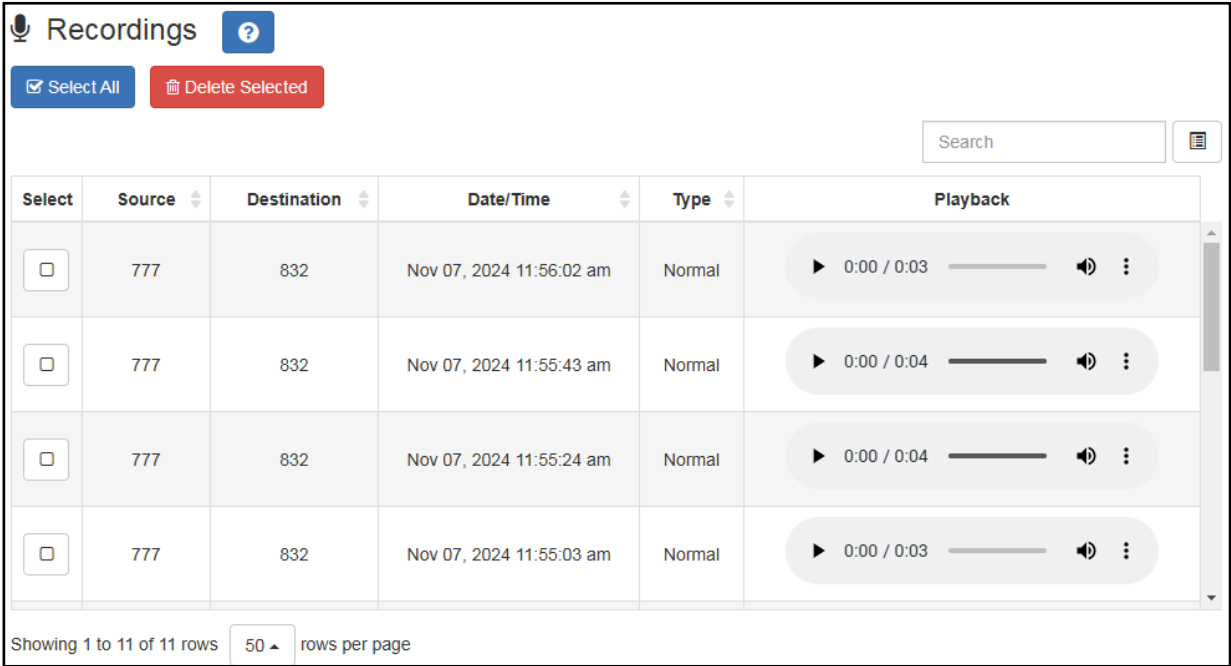 Recordings
Select All Delete Selected
Search
Select Source Destination Date/Time Type Playback
777 832 Nov 07, 2024 11:56:02 am Normal 0:00 / 0:03
777 832 Nov 07, 2024 11:55:43 am Normal 0:00 / 0:04
777 832 Nov 07, 2024 11:55:24 am Normal 0:00 / 0:04
777 832 Nov 07, 2024 11:55:03 am Normal 0:00 / 0:03
Showing 1 to 11 of 11 rows 50 rows per page